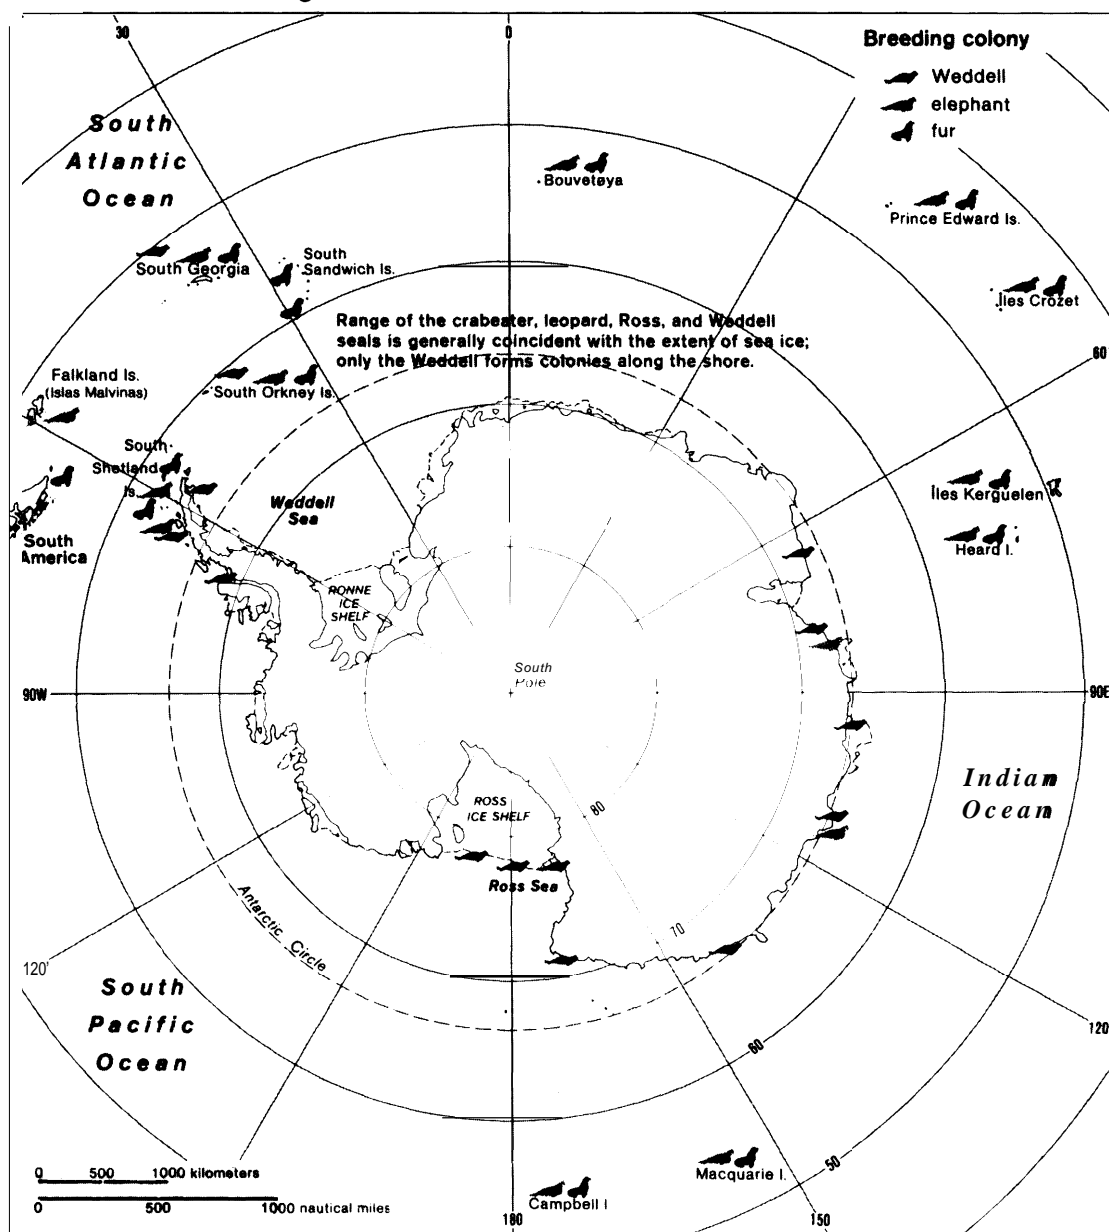 30
0
Breeding colony
Weddell
elephant
fur
South
Atlantic
Ocean
Bouvetøya
Prince Edward Is.
South Georgia
South
Sandwich Is.
Îles Crozet
Range of the crabeater, leopard, Ross, and Weddell
seals is generally coincident with the extent of sea ice;
only the Weddell forms colonies along the shore.
60
Falkland Is.
(Islas Malvinas)
South Orkney Is.
South
Shetland
Is.
Weddell
Sea
Îles Kerguelen
Heard I.
South
America
RONNE
ICE
SHELF
South
Pole
90W
90E
Indian
Ocean
ROSS
ICE SHELF
80
Ross Sea
70
Antarctic Circle
120°
South
Pacific
Ocean
120
60
0 500 1000 kilometers
0 500 1000 nautical miles
Macquarie I.
50
Campbell I
180
150